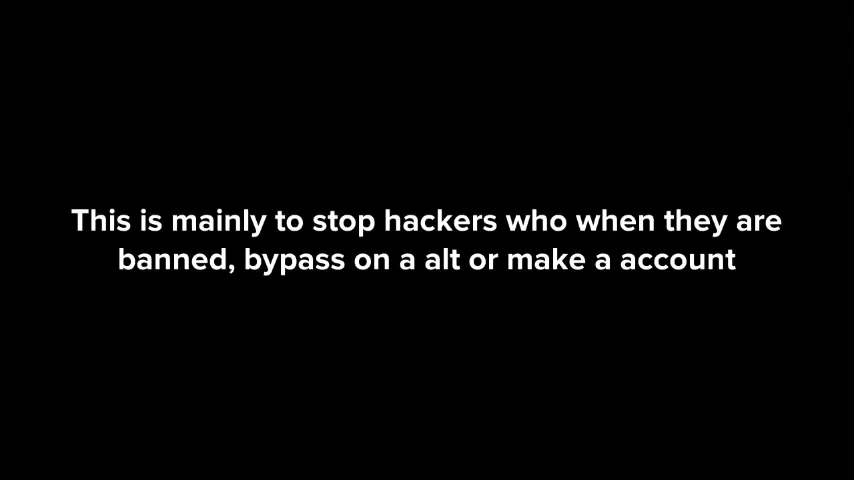 This is mainly to stop hackers who when they are
banned, bypass on a alt or make a account